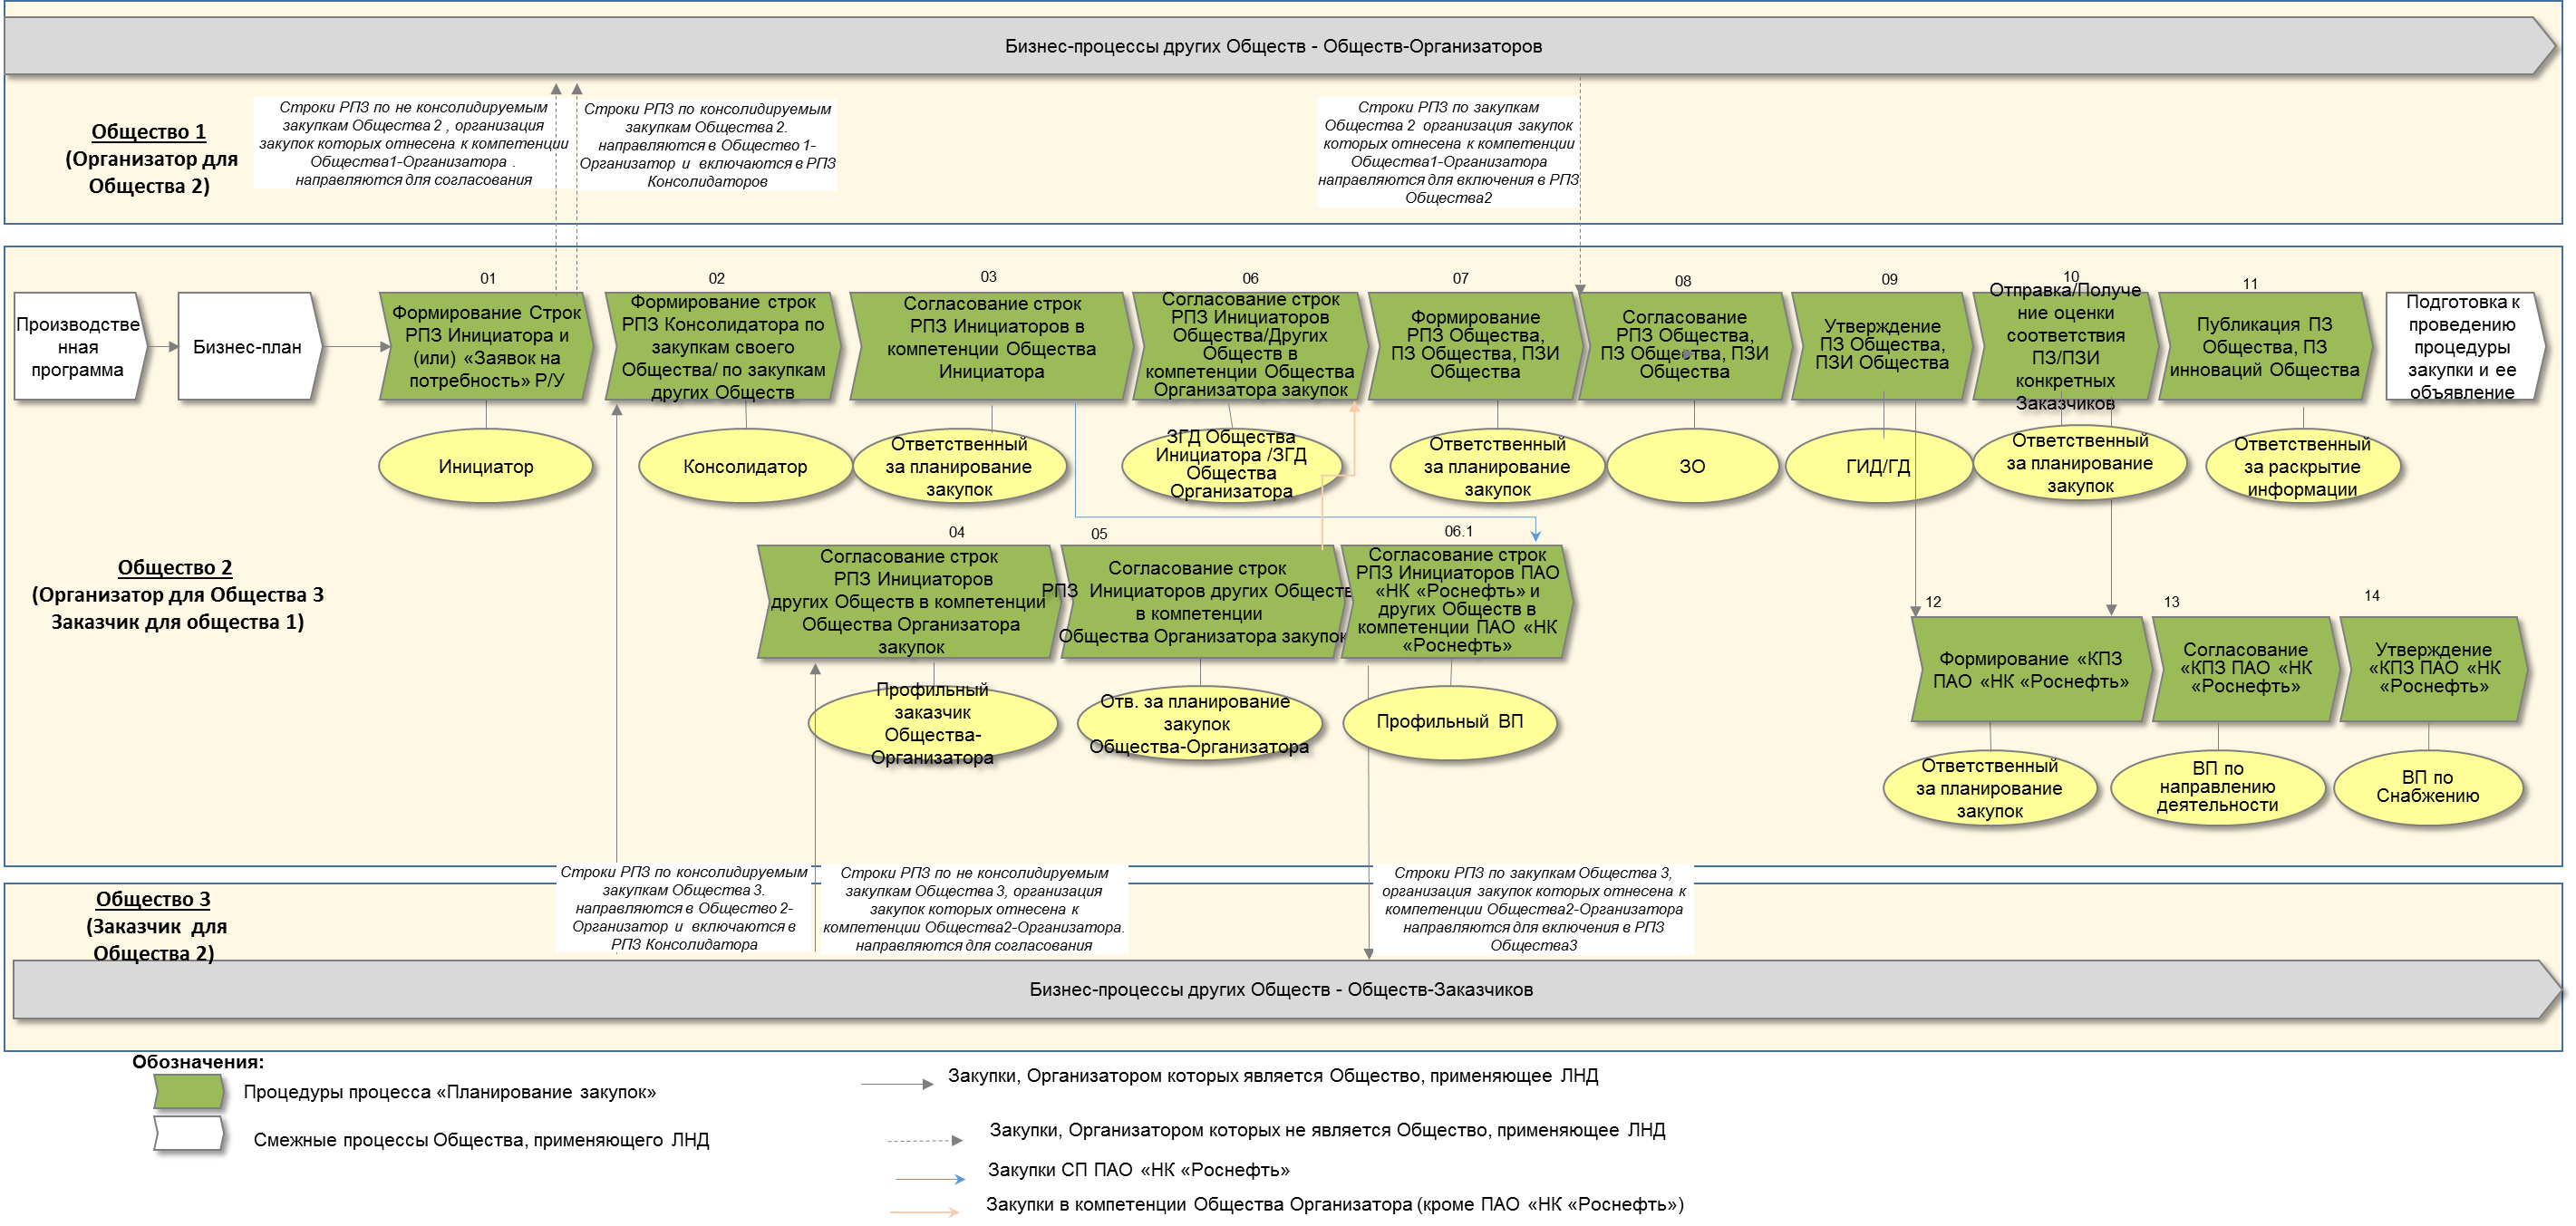 Бизнес-процессы других Обществ - Обществ-Организаторов
Общество 1
(Организатор для
Общества 2)
Строки РПЗ по не консолидируемым
закупкам Общества 2 , организация
закупок которых отнесена к компетенции
Общества1-Организатора .
направляются для согласования
Строки РПЗ по консолидируемым
закупкам Общества 2.
направляются в Общество 1-
Организатор и включаются в РПЗ
Консолидаторов
Строки РПЗ по закупкам
Общества 2 организация закупок
которых отнесена к компетенции
Общества1-Организатора
направляются для включения в РПЗ
Общества2
Производстве
нная
программа
Бизнес-план
01
Формирование Строк
РПЗ Инициатора и
(или) «Заявок на
потребность» Р/У
Инициатор
02
Формирование строк
РПЗ Консолидатора по
закупкам своего
Общества/ по закупкам
других Обществ
Консолидатор
03
Согласование строк
РПЗ Инициаторов в
компетенции Общества
Инициатора
Ответственный
за планирование
закупок
06
Согласование строк
РПЗ Инициаторов
Общества/Других
Обществ в
компетенции Общества
Организатора закупок
ЗГД Общества
Инициатора /ЗГД
Общества
Организатора
07
Формирование
РПЗ Общества,
ПЗ Общества, ПЗИ
Общества
Ответственный
за планирование
закупок
08
Согласование
РПЗ Общества,
ПЗ Общества, ПЗИ
Общества
ЗО
09
Утверждение
ПЗ Общества,
ПЗИ Общества
ГИД/ГД
10
Отправка/Получе
ние оценки
соответствия
ПЗ/ПЗИ
конкретных
Заказчиков
Ответственный
за планирование
закупок
11
Публикация ПЗ
Общества, ПЗ
инноваций Общества
Ответственный
за раскрытие
информации
Подготовка к
проведению
процедуры
закупки и ее
объявление
Общество 2
(Организатор для Общества 3
Заказчик для общества 1)
04
Согласование строк
РПЗ Инициаторов
других Обществ в компетенции
Общества Организатора
закупок
Профильный
заказчик
Общества-
Организатора
05
Согласование строк
РПЗ Инициаторов других Обществ
в компетенции
Общества Организатора закупок
Отв. за планирование
закупок
Общества-Организатора
06.1
Согласование строк
РПЗ Инициаторов ПАО
«НК «Роснефть» и
других Обществ в
компетенции ПАО «НК
«Роснефть»
Профильный ВП
12
Формирование «КПЗ
ПАО «НК «Роснефть»
Ответственный
за планирование
закупок
13
Согласование
«КПЗ ПАО «НК
«Роснефть»
ВП по
направлению
деятельности
14
Утверждение
«КПЗ ПАО «НК
«Роснефть»
ВП по
Снабжению
Общество 3
(Заказчик для
Общества 2)
Строки РПЗ по консолидируемым
закупкам Общества 3.
направляются в Общество 2-
Организатор и включаются в
РПЗ Консолидатора
Строки РПЗ по не консолидируемым
закупкам Общества 3, организация
закупок которых отнесена к
компетенции Общества2-Организатора.
направляются для согласования
Строки РПЗ по закупкам Общества 3,
организация закупок которых отнесена к
компетенции Общества2-Организатора
направляются для включения в РПЗ
Общества3
Бизнес-процессы других Обществ - Обществ-Заказчиков
Обозначения:
Процедуры процесса «Планирование закупок»
Смежные процессы Общества, применяющего ЛНД
Закупки, Организатором которых является Общество, применяющее ЛНД
Закупки, Организатором которых не является Общество, применяющее ЛНД
Закупки СП ПАО «НК «Роснефть»
Закупки в компетенции Общества Организатора (кроме ПАО «НК «Роснефть»)